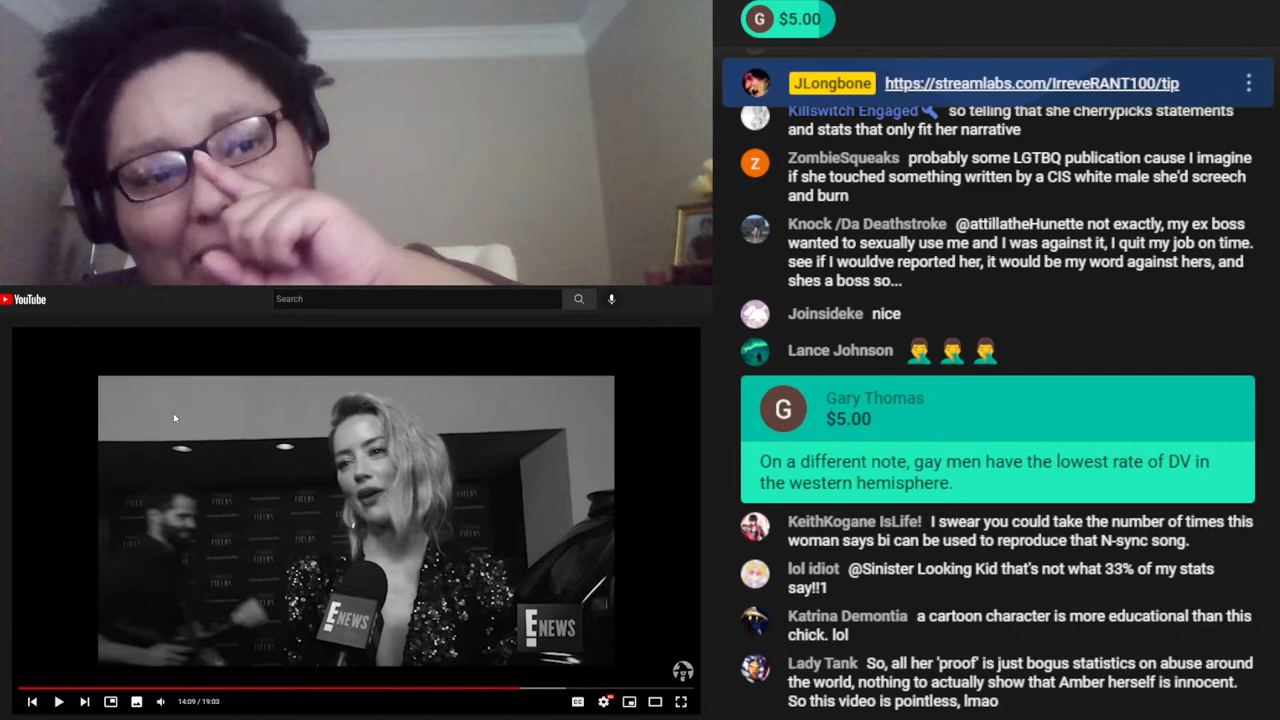 G $5.00
JLongbone https://streamlabs.com/IrreveRANT100/tip
Killswitch Engaged so telling that she cherrypicks statements
and stats that only fit her narrative
Z
ZombieSqueaks probably some LGTBQ publication cause I imagine
if she touched something written by a CIS white male she'd screech
and burn
Knock /Da Deathstroke @attillatheHunette not exactly, my ex boss
wanted to sexually use me and I was against it, I quit my job on time.
see if I wouldve reported her, it would be my word against hers, and
shes a boss so...
Joinsideke nice
Lance Johnson
G
Gary Thomas
$5.00
On a different note, gay men have the lowest rate of DV in
the western hemisphere.
KeithKogane IsLife! I swear you could take the number of times this
woman says bi can be used to reproduce that N-sync song.
lol idiot @Sinister Looking Kid that's not what 33% of my stats
say!!1
Katrina Demontia a cartoon character is more educational than this
chick. lol
Lady Tank So, all her 'proof' is just bogus statistics on abuse around
the world, nothing to actually show that Amber herself is innocent.
So this video is pointless, lmao
YouTube
Search
FIELDS
E! NEWS
E! NEWS
14:09 / 19:03
CC
HD